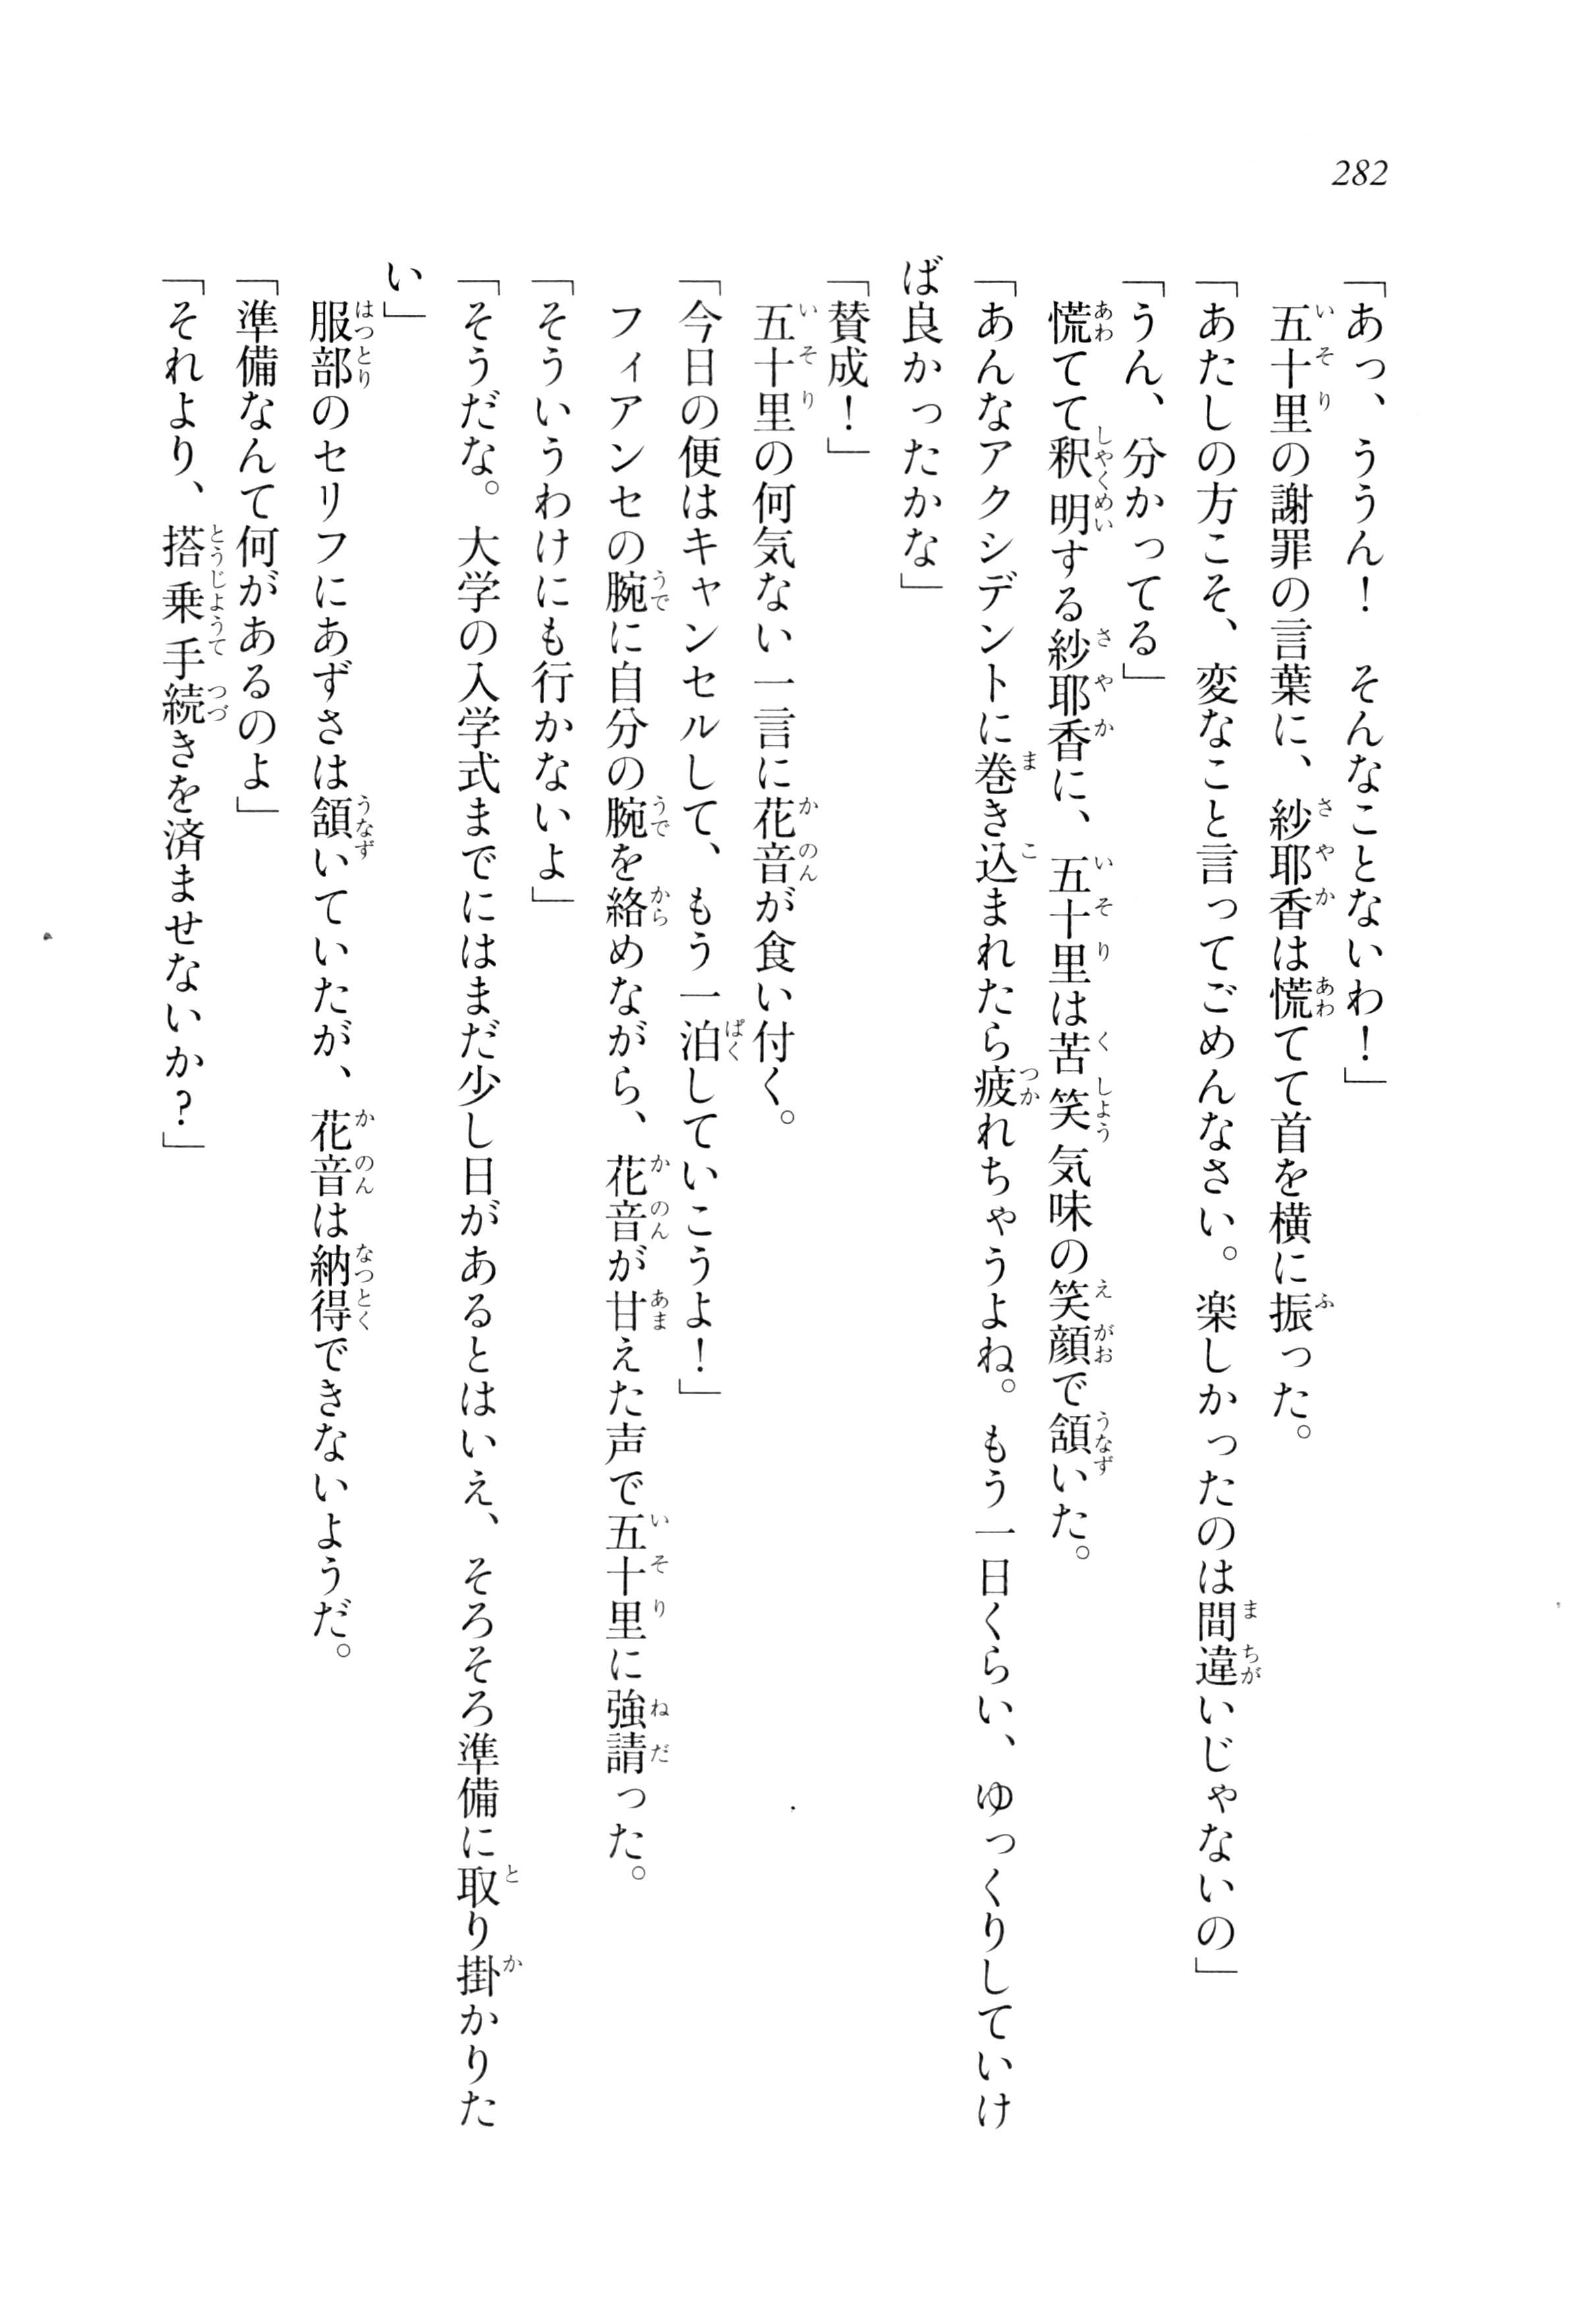 282
「あっ、ううん！　そんなことないわ！」
　五十里の謝罪の言葉に、紗耶香は慌てて首を横に振った。
「あたしの方こそ、変なこと言ってごめんなさい。楽しかったのは間違いじゃないの」
「うん、分かってる」
　慌てて釈明する紗耶香に、五十里は苦笑気味の笑顔で頷いた。
「あんなアクシデントに巻き込まれたら疲れちゃうよね。もう一日くらい、ゆっくりしていけ
ば良かったかな」
「賛成！」
　五十里の何気ない一言に花音が食い付く。
「今日の便はキャンセルして、もう一泊していこうよ！」
　フィアンセの腕に自分の腕を絡めながら、花音が甘えた声で五十里に強請った。
「そういうわけにも行かないよ」
「そうだな。大学の入学式までにはまだ少し日があるとはいえ、そろそろ準備に取り掛かりた
い」
　服部のセリフにあずさは頷いていたが、花音は納得できないようだ。
「準備なんて何があるのよ」
「それより、搭乗手続きを済ませないか？」